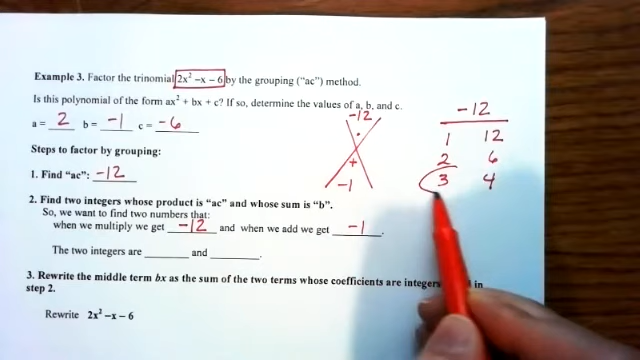 Example 3. Factor the trinomial 2x² –x – 6 by the grouping ("ac") method.
Is this polynomial of the form ax² + bx + c? If so, determine the values of a, b, and c.
a = 2 b = -1 c = -6
Steps to factor by grouping:
1. Find "ac": -12
2. Find two integers whose product is "ac" and whose sum is "b".
So, we want to find two numbers that:
when we multiply we get -12 and when we add we get -1.
The two integers are ______ and ______.
3. Rewrite the middle term bx as the sum of the two terms whose coefficients are integers in
step 2.
Rewrite 2x² – x – 6
-12
·
+
-1
-12
1 12
2 6
3 4